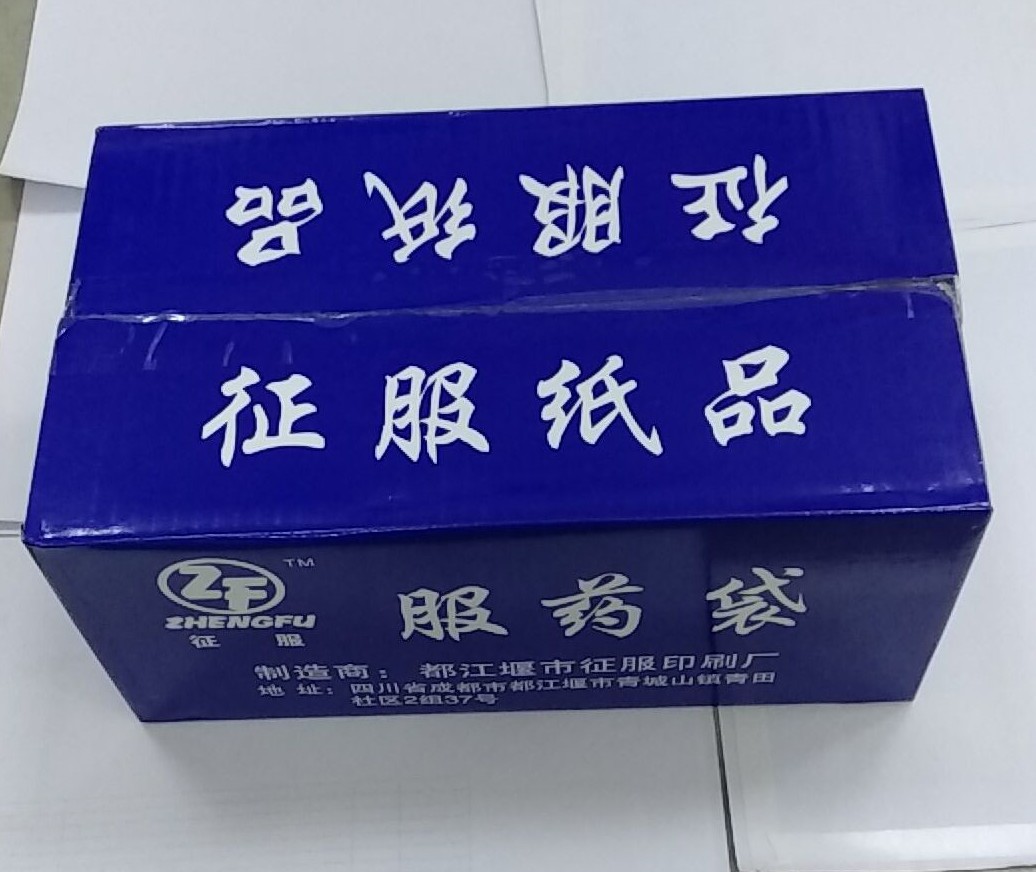 征服纸品
征服纸品
ZF TM
ZHENGFU
征服
服药袋
制造商：都江堰市征服印刷厂
地址：四川省成都市都江堰市青城山镇青田
社区2组37号